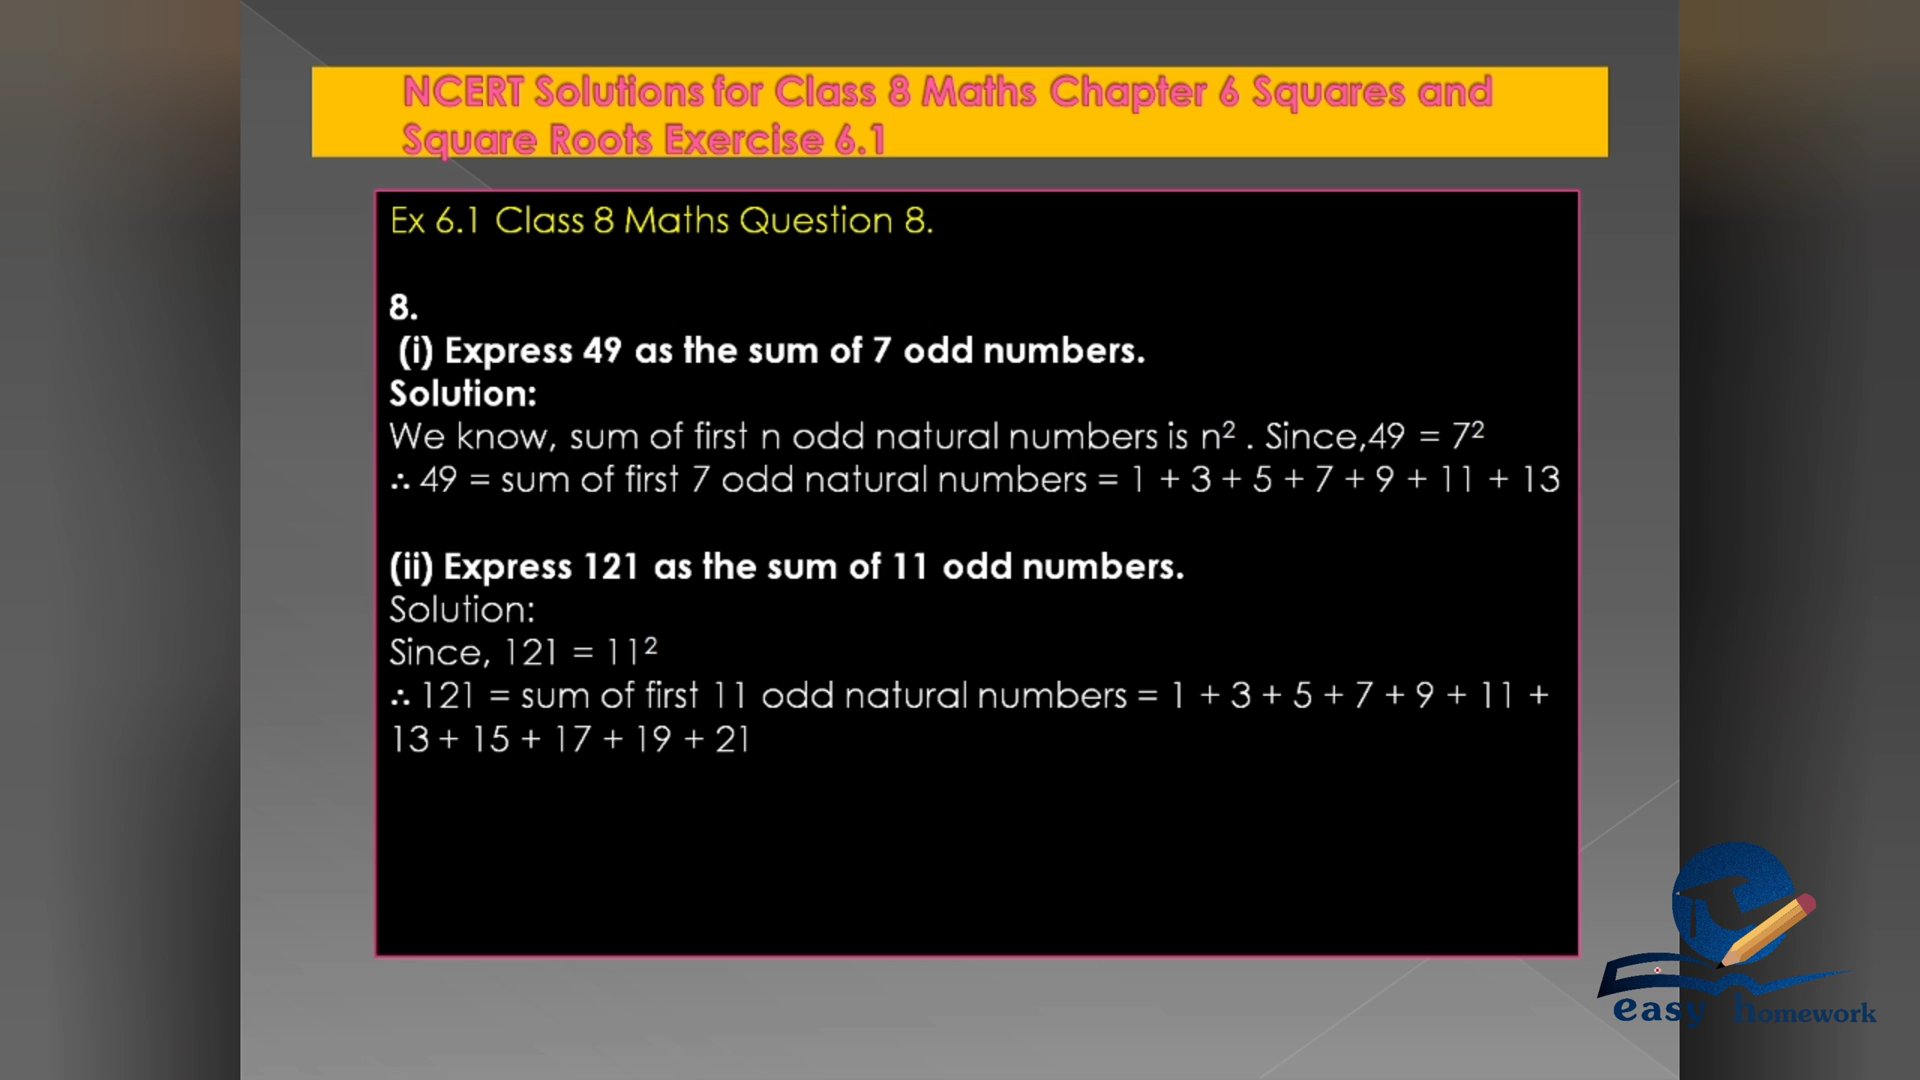 NCERT Solutions for Class 8 Maths Chapter 6 Squares and
Square Roots Exercise 6.1
Ex 6.1 Class 8 Maths Question 8.
8.
(i) Express 49 as the sum of 7 odd numbers.
Solution:
We know, sum of first n odd natural numbers is n² . Since,49 = 7²
∴ 49 = sum of first 7 odd natural numbers = 1 + 3 + 5 + 7 + 9 + 11 + 13
(ii) Express 121 as the sum of 11 odd numbers.
Solution:
Since, 121 = 11²
∴ 121 = sum of first 11 odd natural numbers = 1 + 3 + 5 + 7 + 9 + 11 +
13 + 15 + 17 + 19 + 21
easy homework